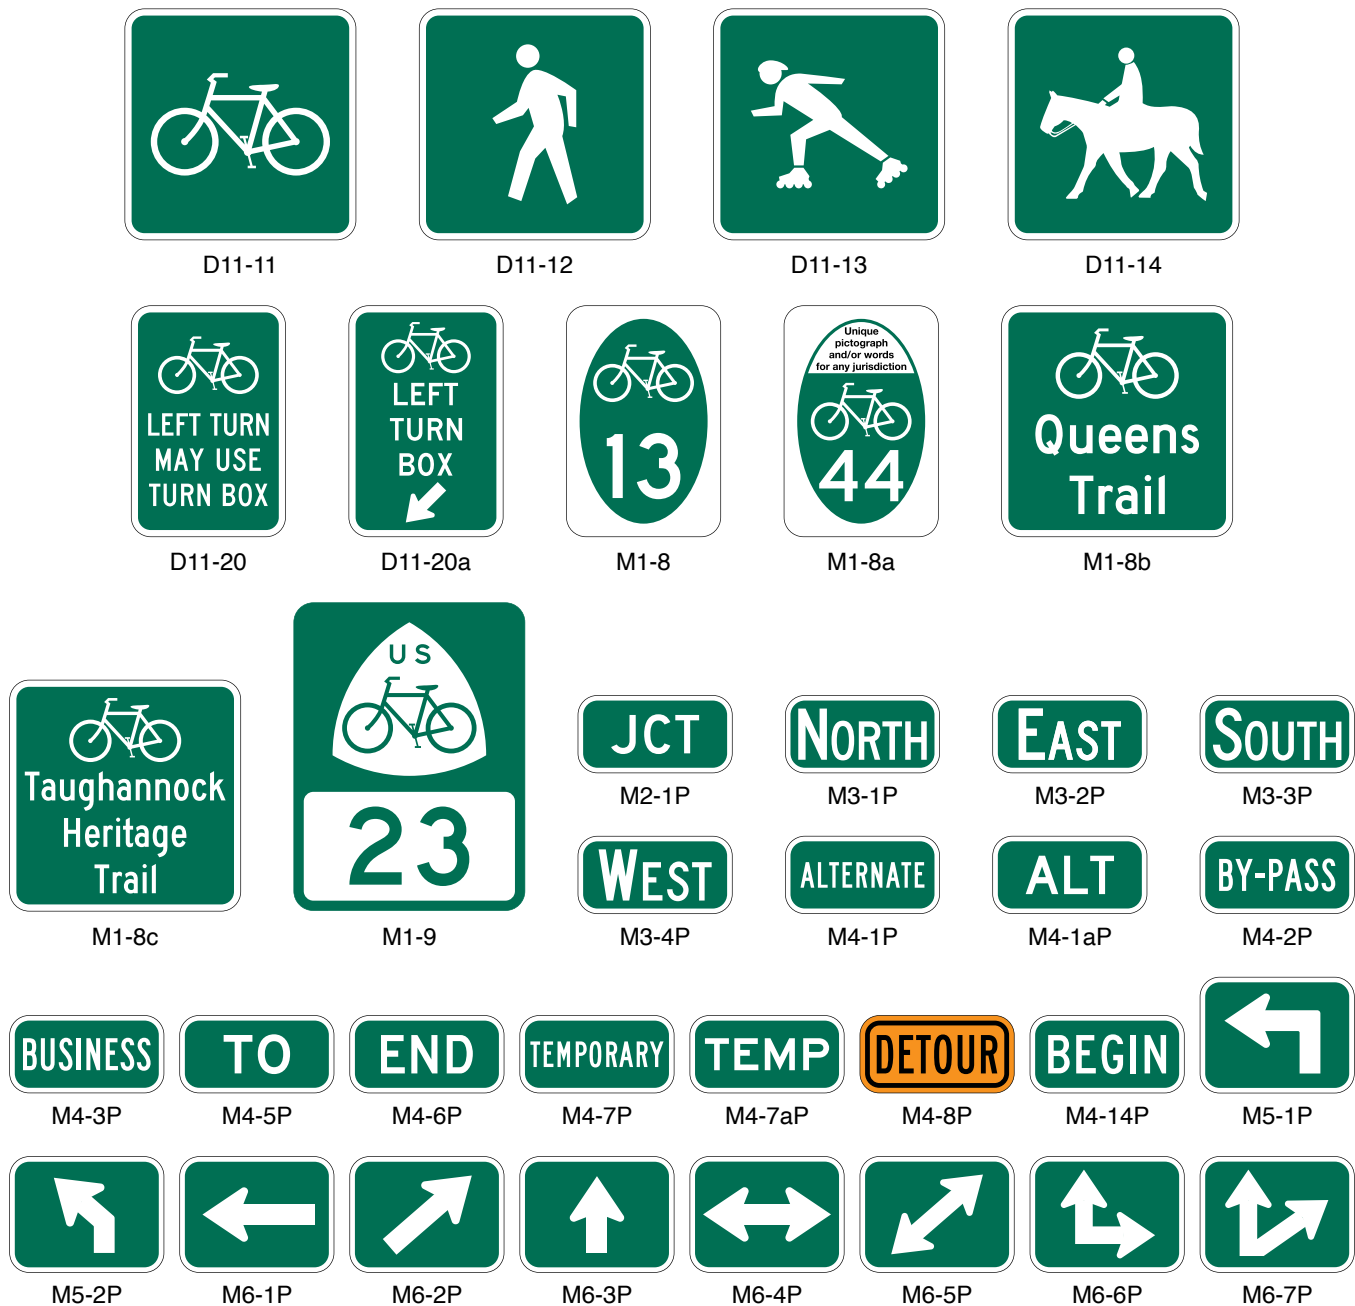 D11-11
D11-12
D11-13
D11-14
LEFT TURN
MAY USE
TURN BOX
D11-20
LEFT
TURN
BOX
D11-20a
13
M1-8
Unique
pictograph
and/or words
for any jurisdiction
44
M1-8a
Queens
Trail
M1-8b
Taughannock
Heritage
Trail
M1-8c
US
23
M1-9
JCT
M2-1P
NORTH
M3-1P
EAST
M3-2P
SOUTH
M3-3P
WEST
M3-4P
ALTERNATE
M4-1P
ALT
M4-1aP
BY-PASS
M4-2P
BUSINESS
M4-3P
TO
M4-5P
END
M4-6P
TEMPORARY
M4-7P
TEMP
M4-7aP
DETOUR
M4-8P
BEGIN
M4-14P
M5-1P
M5-2P
M6-1P
M6-2P
M6-3P
M6-4P
M6-5P
M6-6P
M6-7P